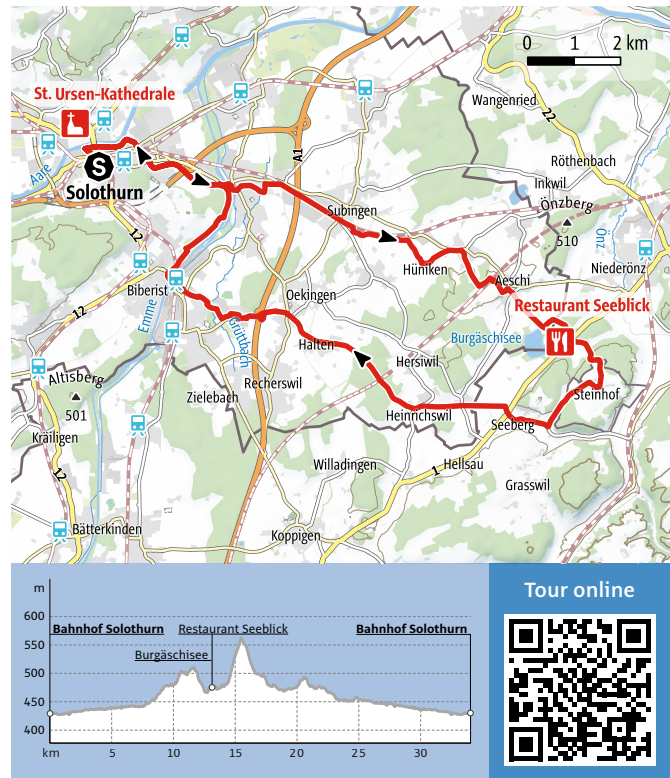 0 1 2 km
St. Ursen-Kathedrale
Wangenried
22
A1
Röthenbach
Aare
S
Solothurn
Inkwil
Önzberg
510
Önz
Subingen
12
Hüniken
Niederönz
Aeschi
Biberist
Oekingen
Restaurant Seeblick
12
Emme
Grüttbach
Burgäschisee
Halten
Hersiwil
Altisberg
501
Recherswil
Zielebach
Steinhof
Heinrichswil
Seeberg
Kräiligen
12
Willadingen
1
Hellsau
Grasswil
Bätterkinden
Koppigen
m
600
550
500
450
400
Bahnhof Solothurn
Restaurant Seeblick
Bahnhof Solothurn
Burgäschisee
km 5 10 15 20 25 30
Tour online